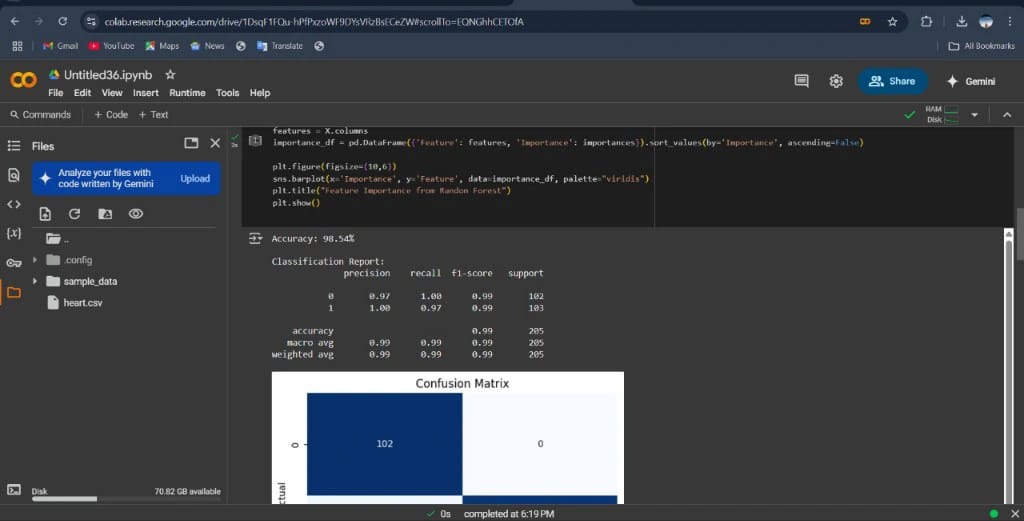 colab.research.google.com/drive/1DsqF1FQu-hPfPxzoWF9DYsVRzBsECeZW#scrollTo=EQNGhhCETOfA
Gmail YouTube Maps News Translate All Bookmarks
Untitled36.ipynb
File Edit View Insert Runtime Tools Help
Share Gemini
Commands + Code + Text
RAM
Disk
Files
Analyze your files with
code written by Gemini
Upload
..
.config
sample_data
heart.csv
Disk 70.82 GB available
2s
features = X.columns
importance_df = pd.DataFrame({'Feature': features, 'Importance': importances}).sort_values(by='Importance', ascending=False)
plt.figure(figsize=(10,6))
sns.barplot(x='Importance', y='Feature', data=importance_df, palette="viridis")
plt.title("Feature Importance from Random Forest")
plt.show()
Accuracy: 98.54%
Classification Report:
precision recall f1-score support
0 0.97 1.00 0.99 102
1 1.00 0.97 0.99 103
accuracy 0.99 205
macro avg 0.99 0.99 0.99 205
weighted avg 0.99 0.99 0.99 205
Confusion Matrix
0
102 0
ctual
0s completed at 6:19 PM